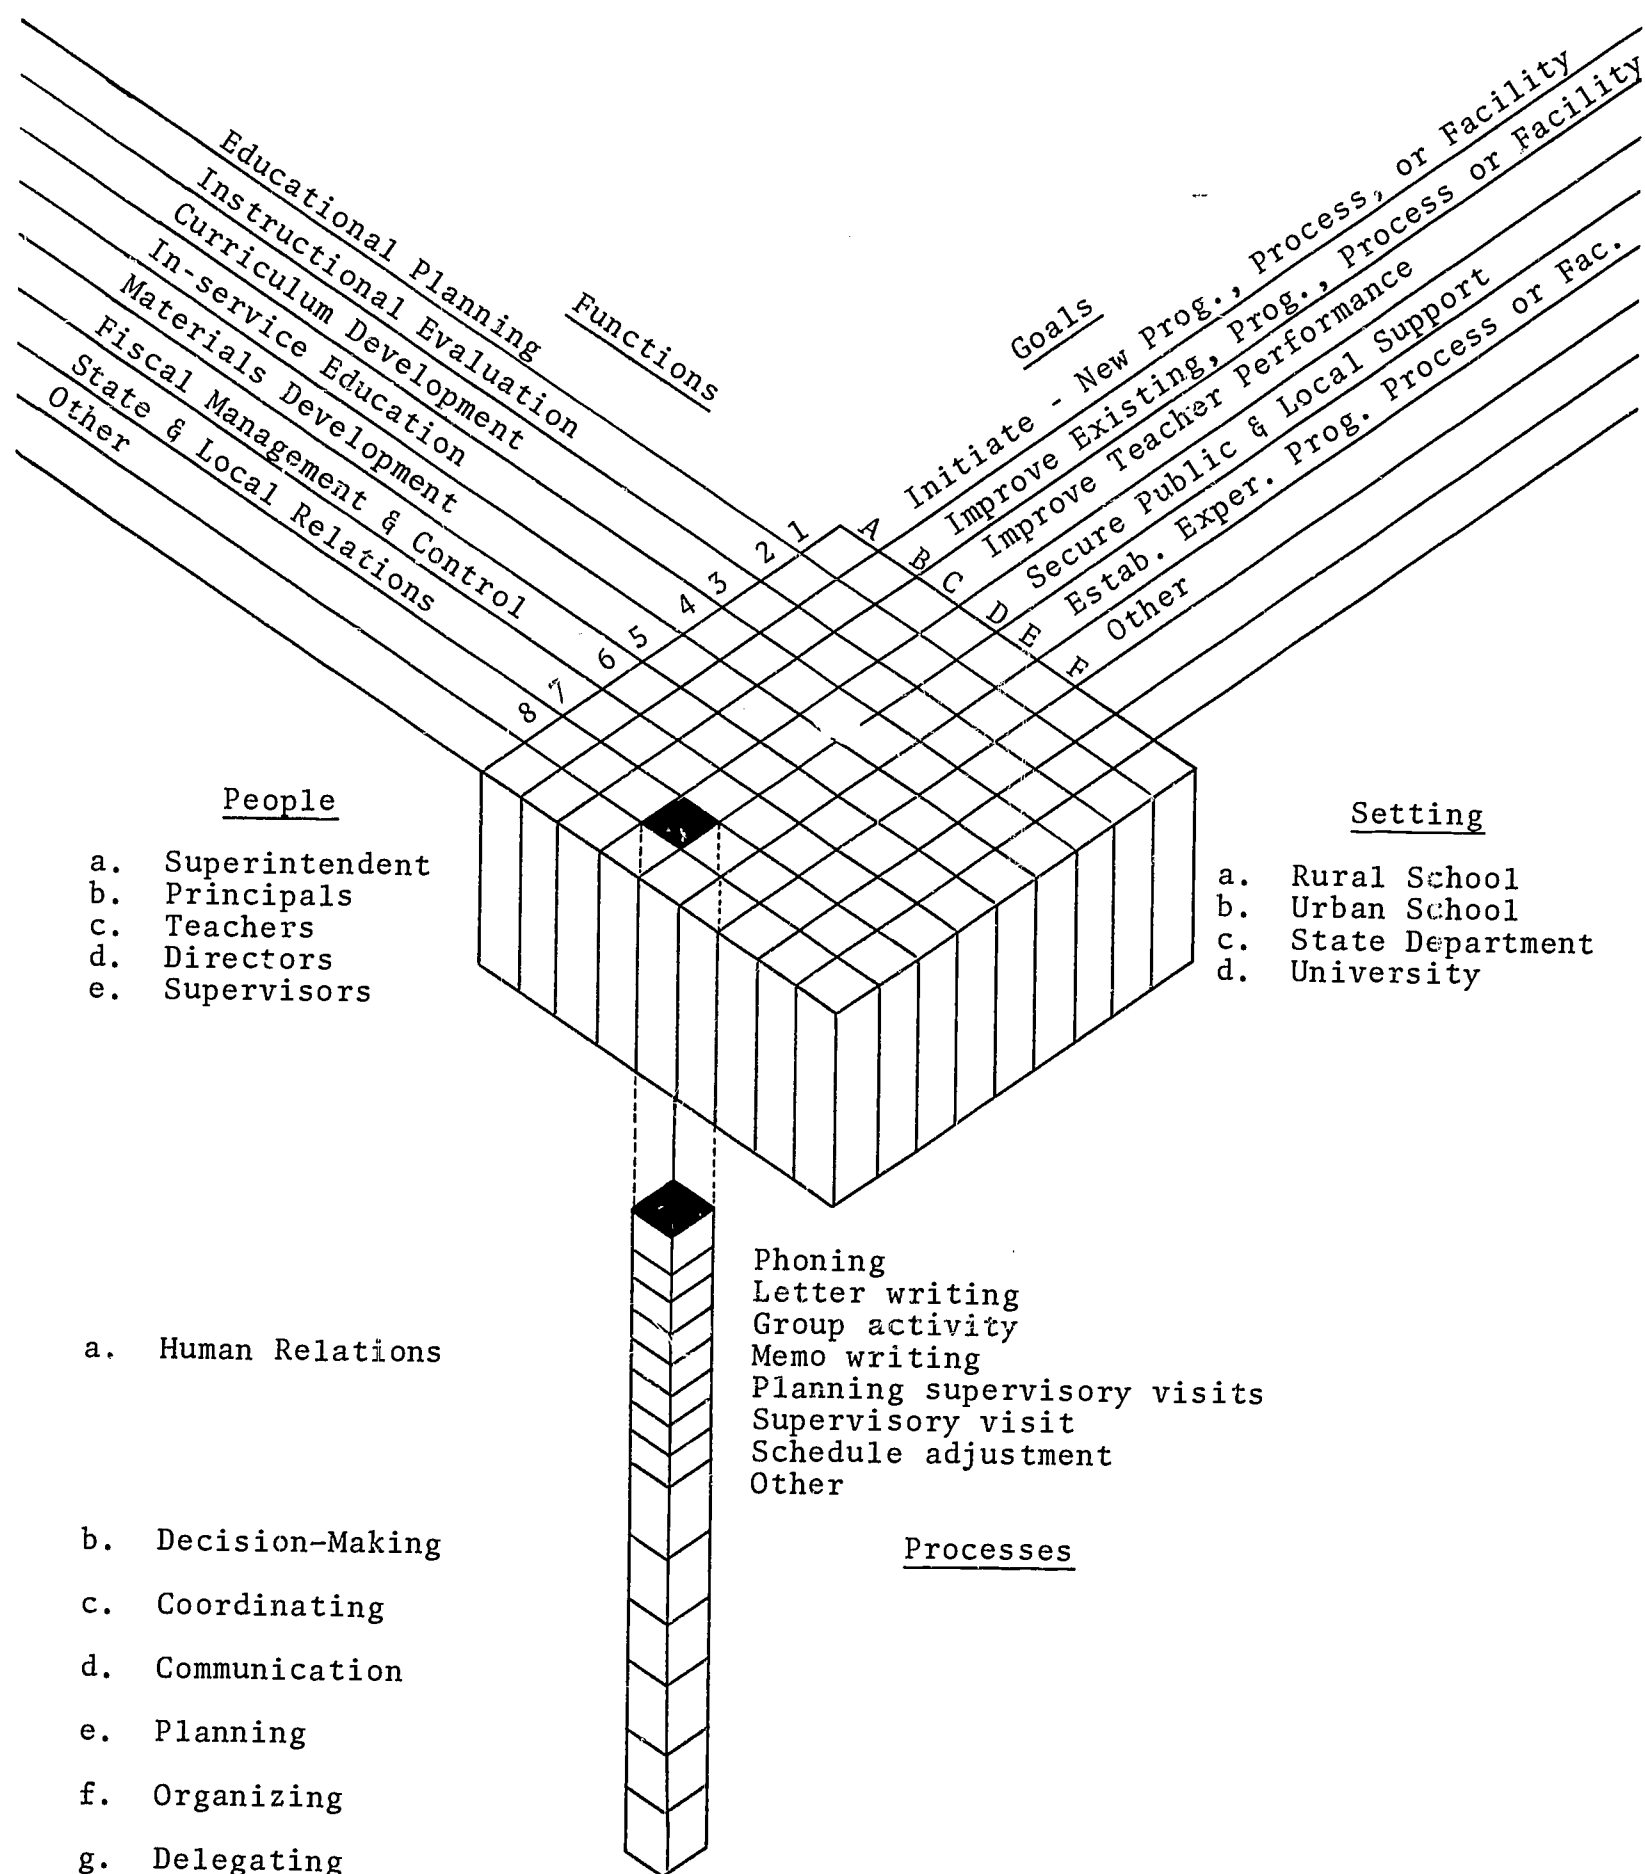 Functions
Educational Planning
Instructional Evaluation
Curriculum Development
In-service Education
Materials Development
Fiscal Management & Control
State & Local Relations
Other
1
2
3
4
5
6
7
8
Goals
Initiate - New Prog., Process, or Facility
Improve Existing, Prog., Process or Facility
Improve Teacher Performance
Secure Public & Local Support
Estab. Exper. Prog. Process or Fac.
Other
A
B
C
D
E
F
People
a. Superintendent
b. Principals
c. Teachers
d. Directors
e. Supervisors
Setting
a. Rural School
b. Urban School
c. State Department
d. University
Phoning
Letter writing
Group activity
Memo writing
Planning supervisory visits
Supervisory visit
Schedule adjustment
Other
Processes
a. Human Relations
b. Decision-Making
c. Coordinating
d. Communication
e. Planning
f. Organizing
g. Delegating